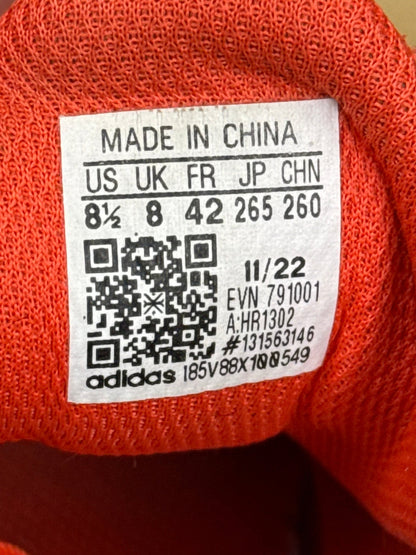 MADE IN CHINA
US UK FR JP CHN
8½ 8 42 265 260
11/22
EVN 791001
A:HR1302
#131563146
adidas 185V88X100549